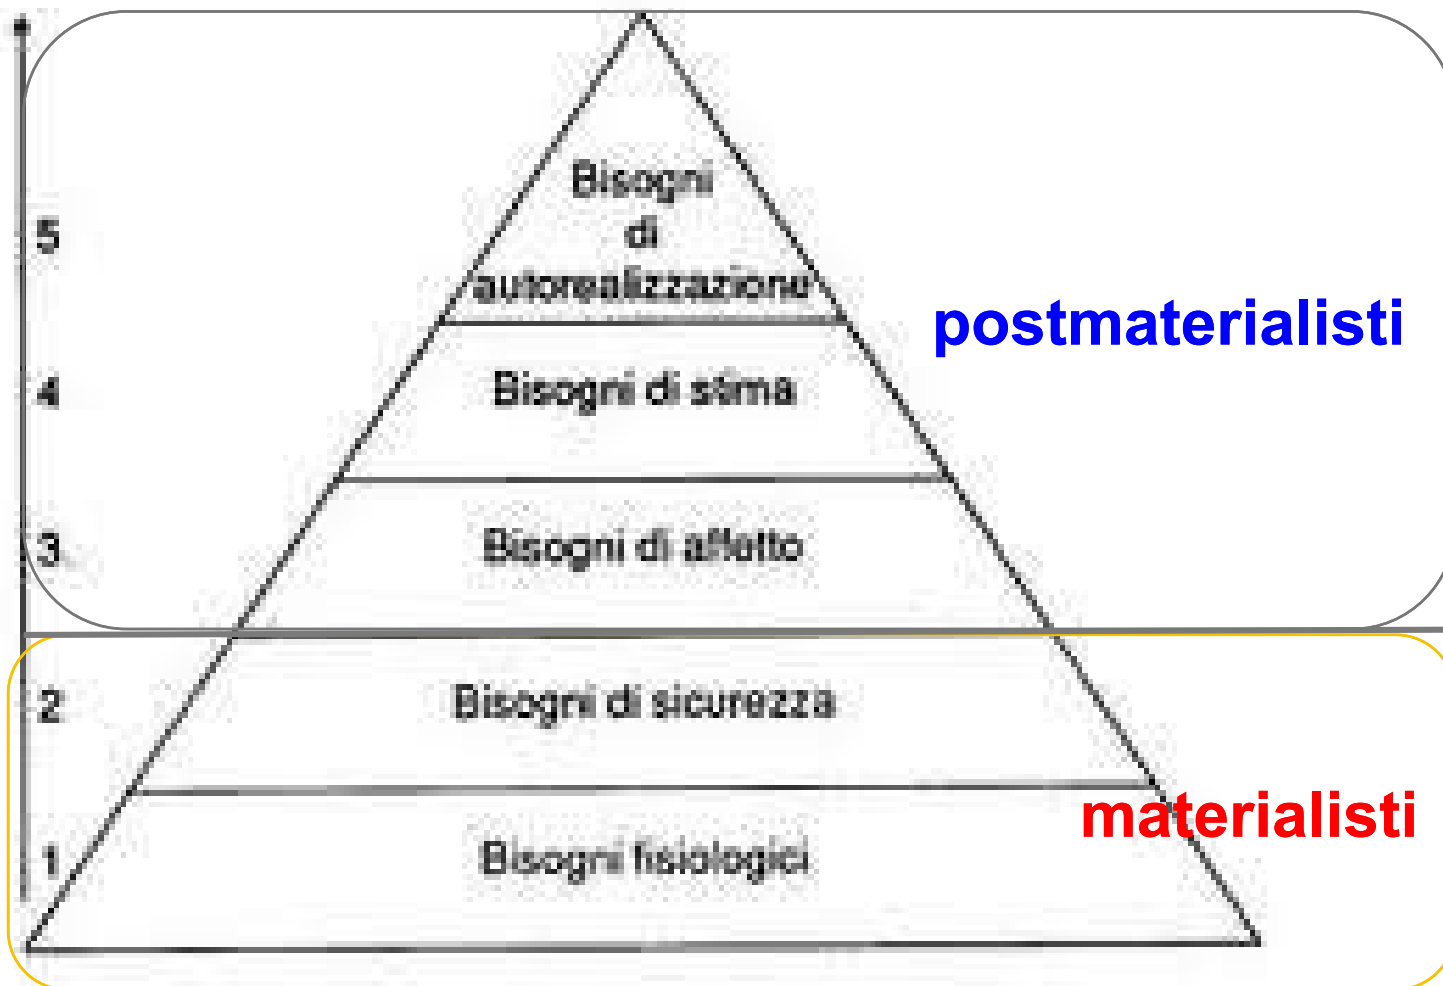 5
Bisogni
di
autorealizzazione
postmaterialisti
4
Bisogni di stima
3
Bisogni di affetto
2
Bisogni di sicurezza
materialisti
1
Bisogni fisiologici